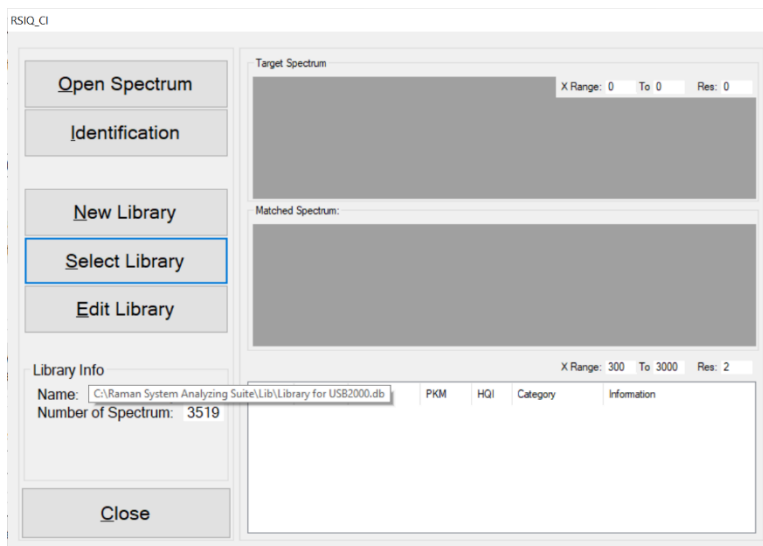 RSIQ_CI
Open Spectrum
Identification
New Library
Select Library
Edit Library
Library Info
Name: C:\Raman System Analyzing Suite\Lib\Library for USB2000.db
Number of Spectrum: 3519
Close
Target Spectrum
X Range: 0 To 0 Res: 0
Matched Spectrum:
X Range: 300 To 3000 Res: 2
PKM HQI Category Information